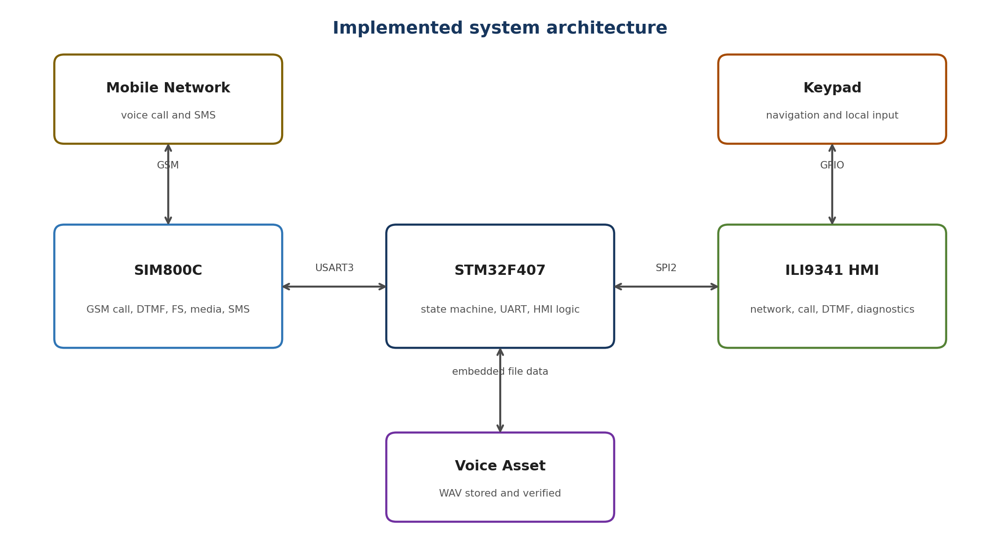 Implemented system architecture
Mobile Network
voice call and SMS
Keypad
navigation and local input
GSM
GPIO
SIM800C
GSM call, DTMF, FS, media, SMS
USART3
STM32F407
state machine, UART, HMI logic
SPI2
ILI9341 HMI
network, call, DTMF, diagnostics
embedded file data
Voice Asset
WAV stored and verified